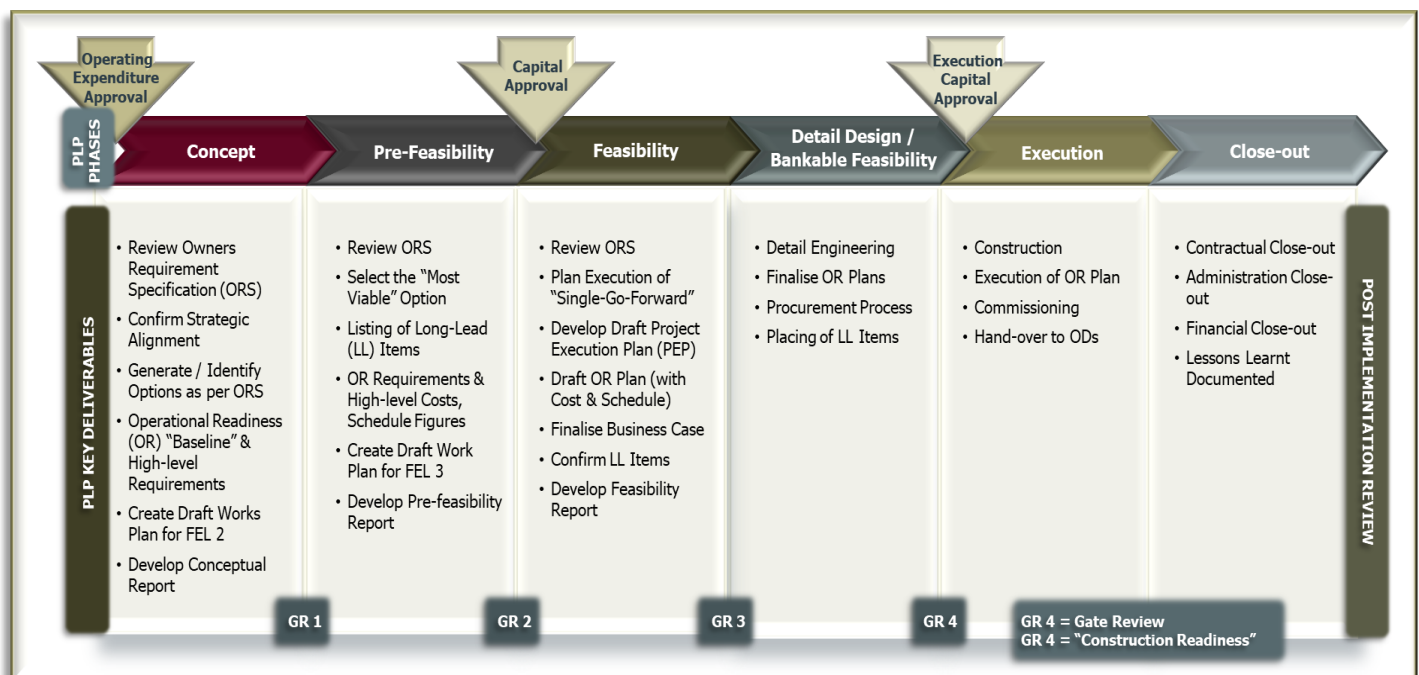 Operating
Expenditure
Approval
Capital
Approval
Execution
Capital
Approval
PLP
PHASES
Concept
Pre-Feasibility
Feasibility
Detail Design /
Bankable Feasibility
Execution
Close-out
PLP KEY DELIVERABLES
• Review Owners
Requirement
Specification (ORS)
• Confirm Strategic
Alignment
• Generate / Identify
Options as per ORS
• Operational Readiness
(OR) “Baseline” &
High-level
Requirements
• Create Draft Works
Plan for FEL 2
• Develop Conceptual
Report
• Review ORS
• Select the “Most
Viable” Option
• Listing of Long-Lead
(LL) Items
• OR Requirements &
High-level Costs,
Schedule Figures
• Create Draft Work
Plan for FEL 3
• Develop Pre-feasibility
Report
• Review ORS
• Plan Execution of
“Single-Go-Forward”
• Develop Draft Project
Execution Plan (PEP)
• Draft OR Plan (with
Cost & Schedule)
• Finalise Business Case
• Confirm LL Items
• Develop Feasibility
Report
• Detail Engineering
• Finalise OR Plans
• Procurement Process
• Placing of LL Items
• Construction
• Execution of OR Plan
• Commissioning
• Hand-over to ODs
• Contractual Close-out
• Administration Close-
out
• Financial Close-out
• Lessons Learnt
Documented
POST IMPLEMENTATION REVIEW
GR 1
GR 2
GR 3
GR 4
GR 4 = Gate Review
GR 4 = “Construction Readiness”